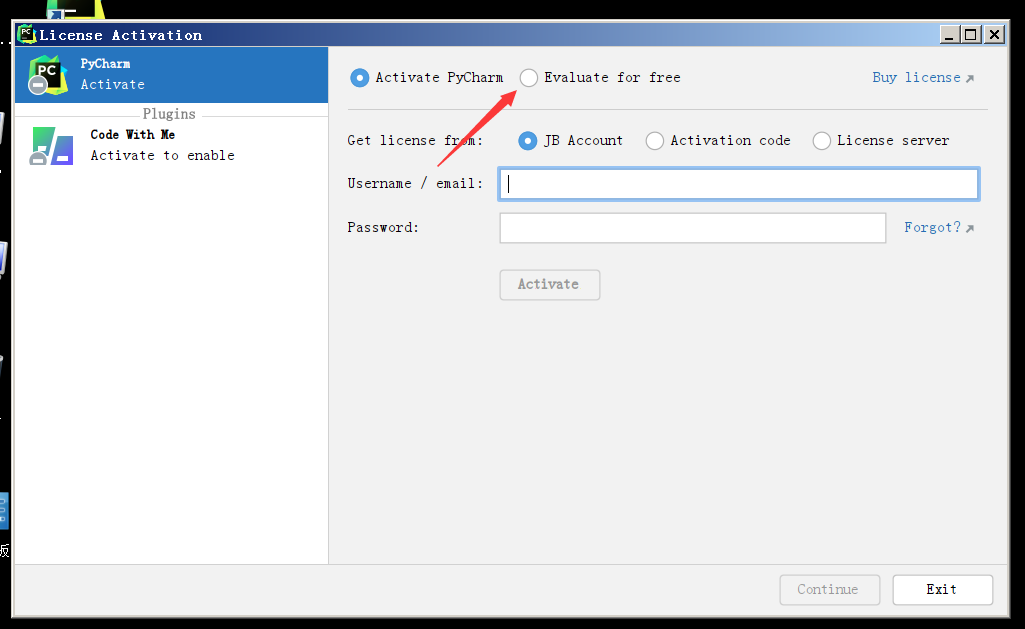 License Activation
PC
PyCharm
Activate
Plugins
Code With Me
Activate to enable
Activate PyCharm
Evaluate for free
Buy license
Get license from:
JB Account
Activation code
License server
Username / email:
Password:
Forgot?
Activate
Continue
Exit